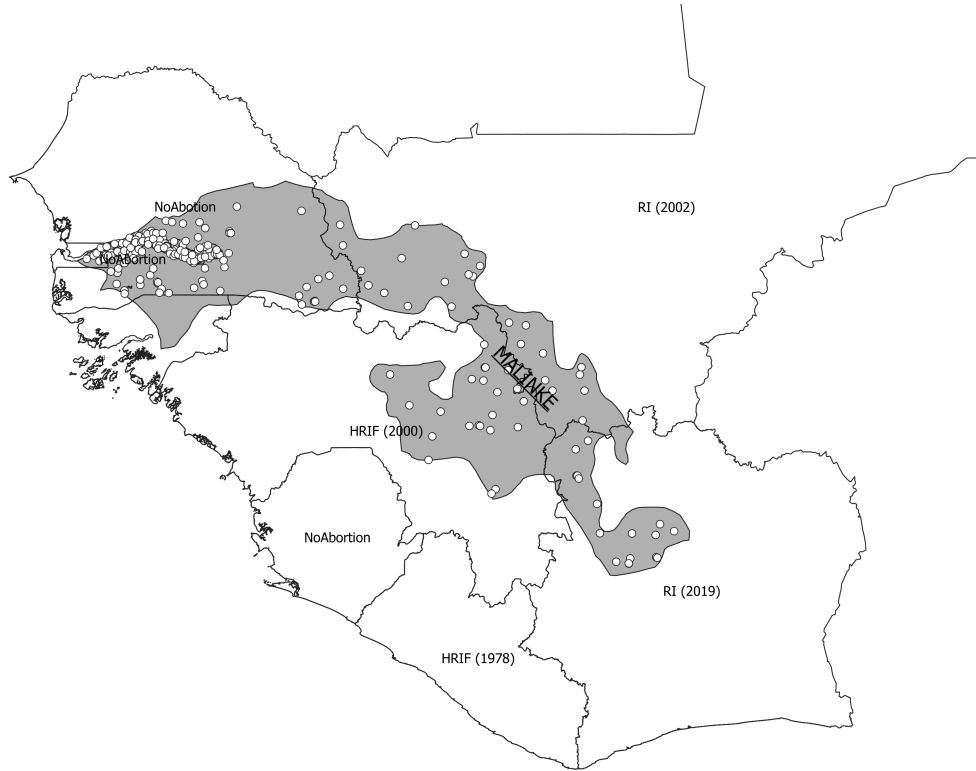 NoAbotion
RI (2002)
NoAbortion
MALINKE
HRIF (2000)
NoAbortion
RI (2019)
HRIF (1978)